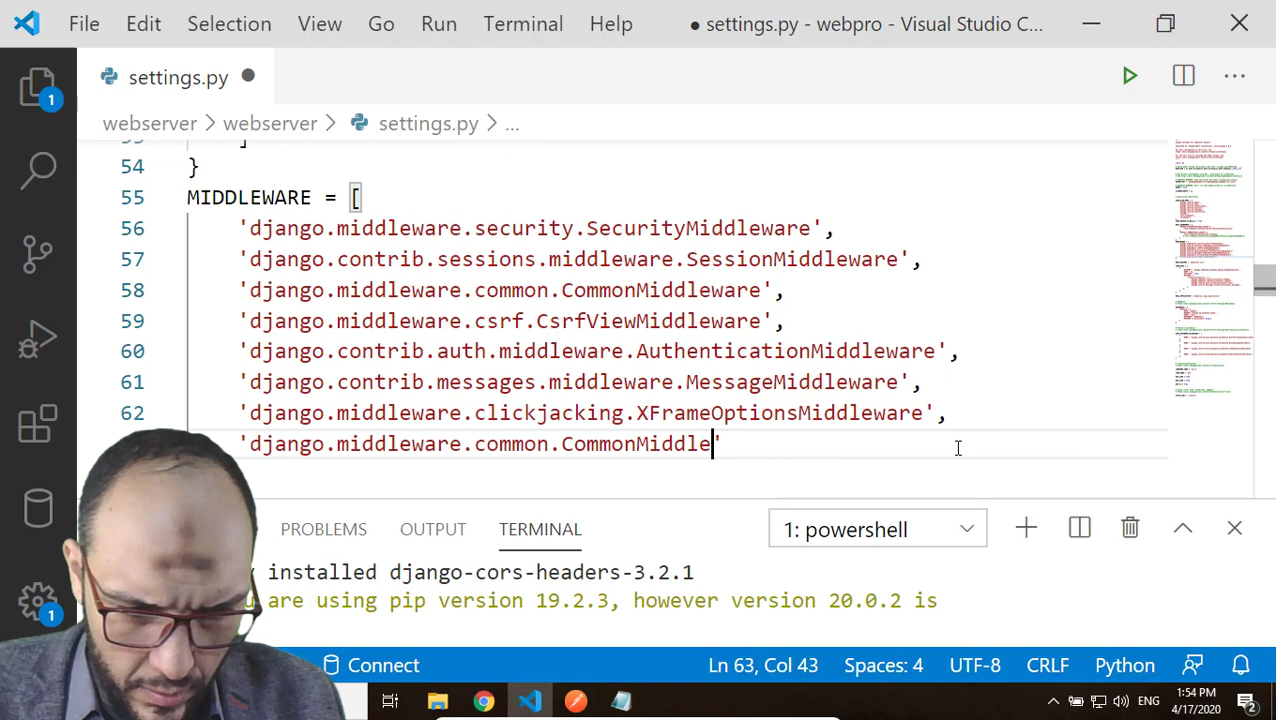 File Edit Selection View Go Run Terminal Help ● settings.py - webpro - Visual Studio C...
settings.py
webserver > webserver > settings.py > ...
54 }
55 MIDDLEWARE = [
56 'django.middleware.security.SecurityMiddleware',
57 'django.contrib.sessions.middleware.SessionMiddleware',
58 'django.middleware.common.CommonMiddleware',
59 'django.middleware.csrf.CsrfViewMiddleware',
60 'django.contrib.auth.middleware.AuthenticationMiddleware',
61 'django.contrib.messages.middleware.MessageMiddleware',
62 'django.middleware.clickjacking.XFrameOptionsMiddleware',
'django.middleware.common.CommonMiddle'
PROBLEMS OUTPUT TERMINAL 1: powershell
installed django-cors-headers-3.2.1
are using pip version 19.2.3, however version 20.0.2 is
Connect Ln 63, Col 43 Spaces: 4 UTF-8 CRLF Python
ENG 1:54 PM
4/17/2020
1
1
2